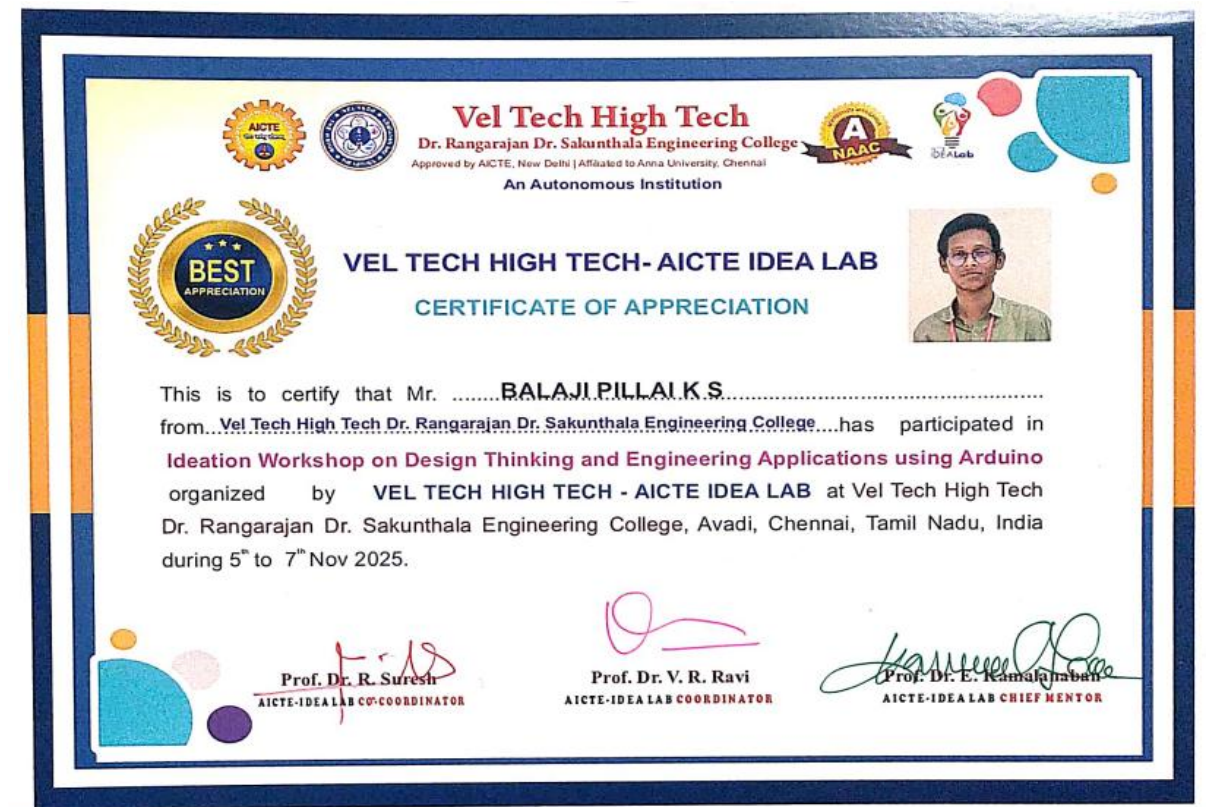 AICTE
Vel Tech High Tech
Dr. Rangarajan Dr. Sakunthala Engineering College
Approved by AICTE, New Delhi | Affiliated to Anna University, Chennai
An Autonomous Institution
A
NAAC
IDEALab
BEST
APPRECIATION
VEL TECH HIGH TECH- AICTE IDEA LAB
CERTIFICATE OF APPRECIATION
This is to certify that Mr. ........BALAJI PILLAI K S................................................
from...Vel Tech High Tech Dr. Rangarajan Dr. Sakunthala Engineering College....has participated in
Ideation Workshop on Design Thinking and Engineering Applications using Arduino
organized by VEL TECH HIGH TECH - AICTE IDEA LAB at Vel Tech High Tech
Dr. Rangarajan Dr. Sakunthala Engineering College, Avadi, Chennai, Tamil Nadu, India
during 5th to 7th Nov 2025.
Prof. Dr. R. Suresh
AICTE-IDEA LAB CO-COORDINATOR
Prof. Dr. V. R. Ravi
AICTE-IDEA LAB COORDINATOR
Prof. Dr. E. Kamalanaban
AICTE-IDEA LAB CHIEF MENTOR